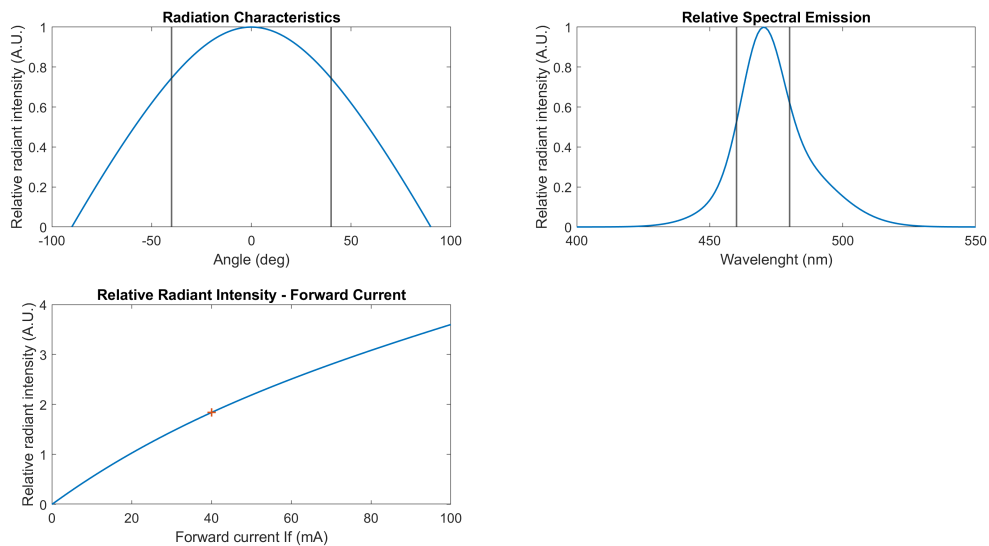 Radiation Characteristics
Relative radiant intensity (A.U.)
1
0.8
0.6
0.4
0.2
0
-100 -50 0 50 100
Angle (deg)
Relative Spectral Emission
Relative radiant intensity (A.U.)
1
0.8
0.6
0.4
0.2
0
400 450 500 550
Wavelenght (nm)
Relative Radiant Intensity - Forward Current
Relative radiant intensity (A.U.)
4
3
2
1
0
0 20 40 60 80 100
Forward current If (mA)